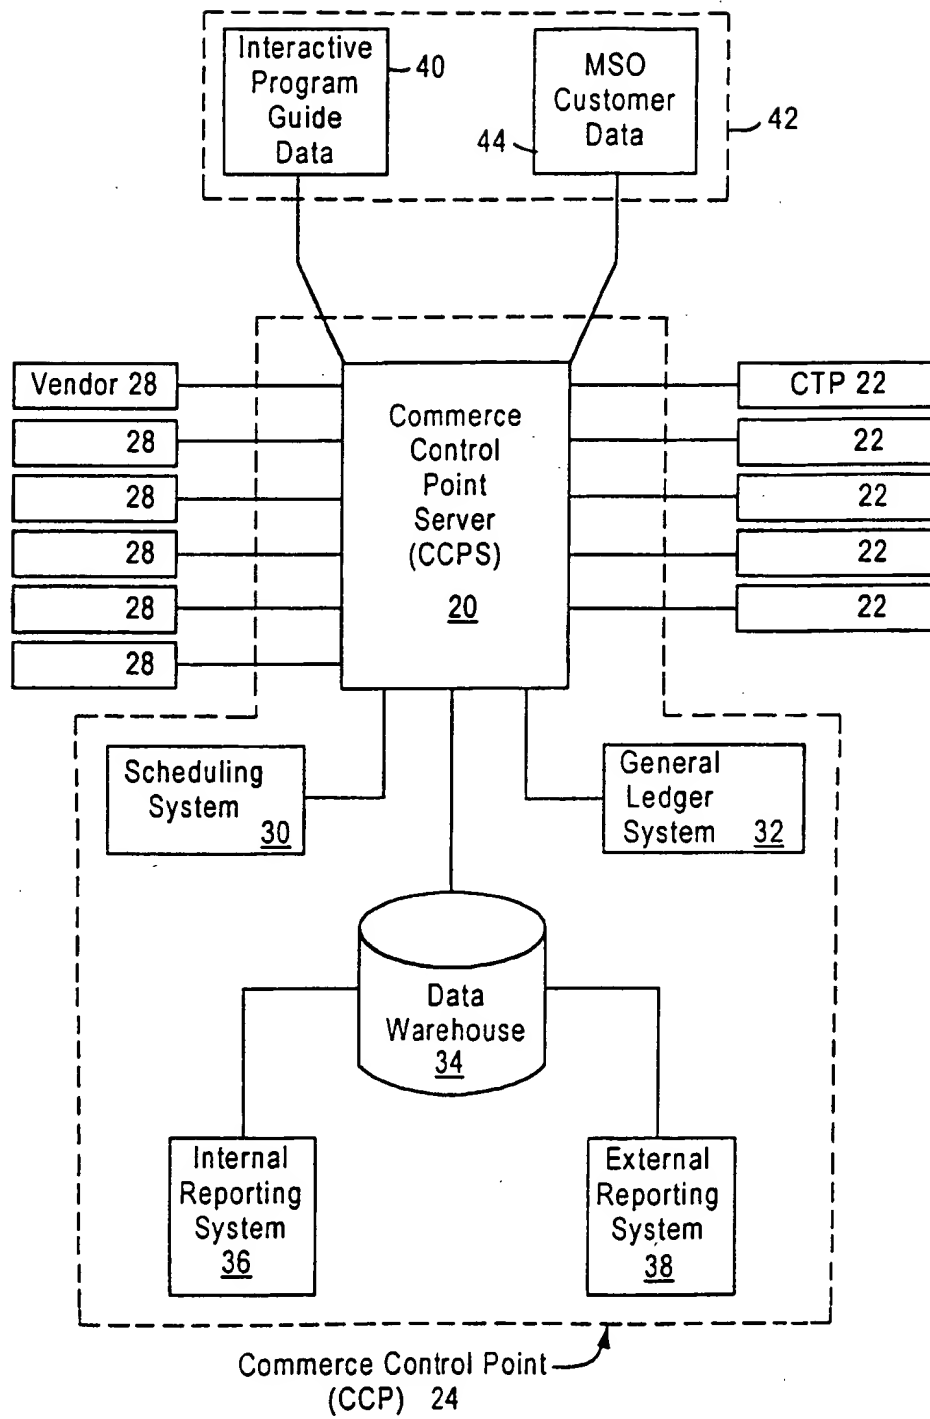 Interactive
Program
Guide
Data
40
MSO
Customer
Data
44
42
Vendor 28
28
28
28
28
28
Commerce
Control
Point
Server
(CCPS)
20
CTP 22
22
22
22
22
Scheduling
System
30
General
Ledger
System 32
Data
Warehouse
34
Internal
Reporting
System
36
External
Reporting
System
38
Commerce Control Point
(CCP) 24